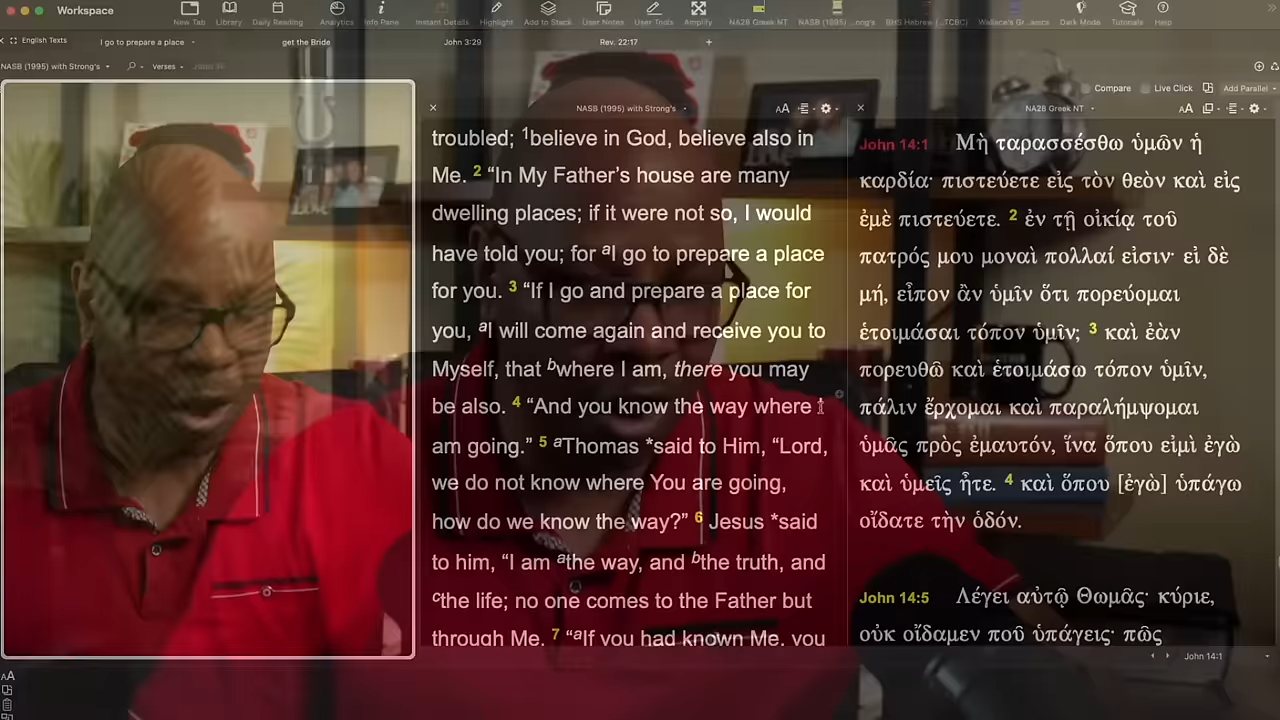 Workspace
New Tab Library Daily Reading Analytics Info Pane Instant Details Highlight Add to Stack User Notes User Tools Amplify NA28 Greek NT NASB (1995) ...ng's BHS Hebrew (...TCBC) Wallace's Gr...amcs Dark Mode Tutorials Help
English Texts I go to prepare a place get the Bride John 3:29 Rev. 22:17 +
NASB (1995) with Strong's Verses
Compare Live Click Add Parallel
NASB (1995) with Strong's
NA28 Greek NT
troubled; 1believe in God, believe also in
Me. 2 “In My Father’s house are many
dwelling places; if it were not so, I would
have told you; for aI go to prepare a place
for you. 3 “If I go and prepare a place for
you, aI will come again and receive you to
Myself, that bwhere I am, there you may
be also. 4 “And you know the way where I
am going.” 5 aThomas *said to Him, “Lord,
we do not know where You are going,
how do we know the way?” 6 Jesus *said
to him, “I am athe way, and bthe truth, and
cthe life; no one comes to the Father but
through Me. 7 “aIf you had known Me, you
John 14:1 Μὴ ταρασσέσθω ὑμῶν ἡ
καρδία· πιστεύετε εἰς τὸν θεὸν καὶ εἰς
ἐμὲ πιστεύετε. 2 ἐν τῇ οἰκίᾳ τοῦ
πατρός μου μοναὶ πολλαί εἰσιν· εἰ δὲ
μή, εἶπον ἂν ὑμῖν ὅτι πορεύομαι
ἑτοιμάσαι τόπον ὑμῖν; 3 καὶ ἐὰν
πορευθῶ καὶ ἑτοιμάσω τόπον ὑμῖν,
πάλιν ἔρχομαι καὶ παραλήμψομαι
ὑμᾶς πρὸς ἐμαυτόν, ἵνα ὅπου εἰμὶ ἐγὼ
καὶ ὑμεῖς ἦτε. 4 καὶ ὅπου [ἐγὼ] ὑπάγω
οἴδατε τὴν ὁδόν.
John 14:5 Λέγει αὐτῷ Θωμᾶς· κύριε,
οὐκ οἴδαμεν ποῦ ὑπάγεις· πῶς
John 14:1